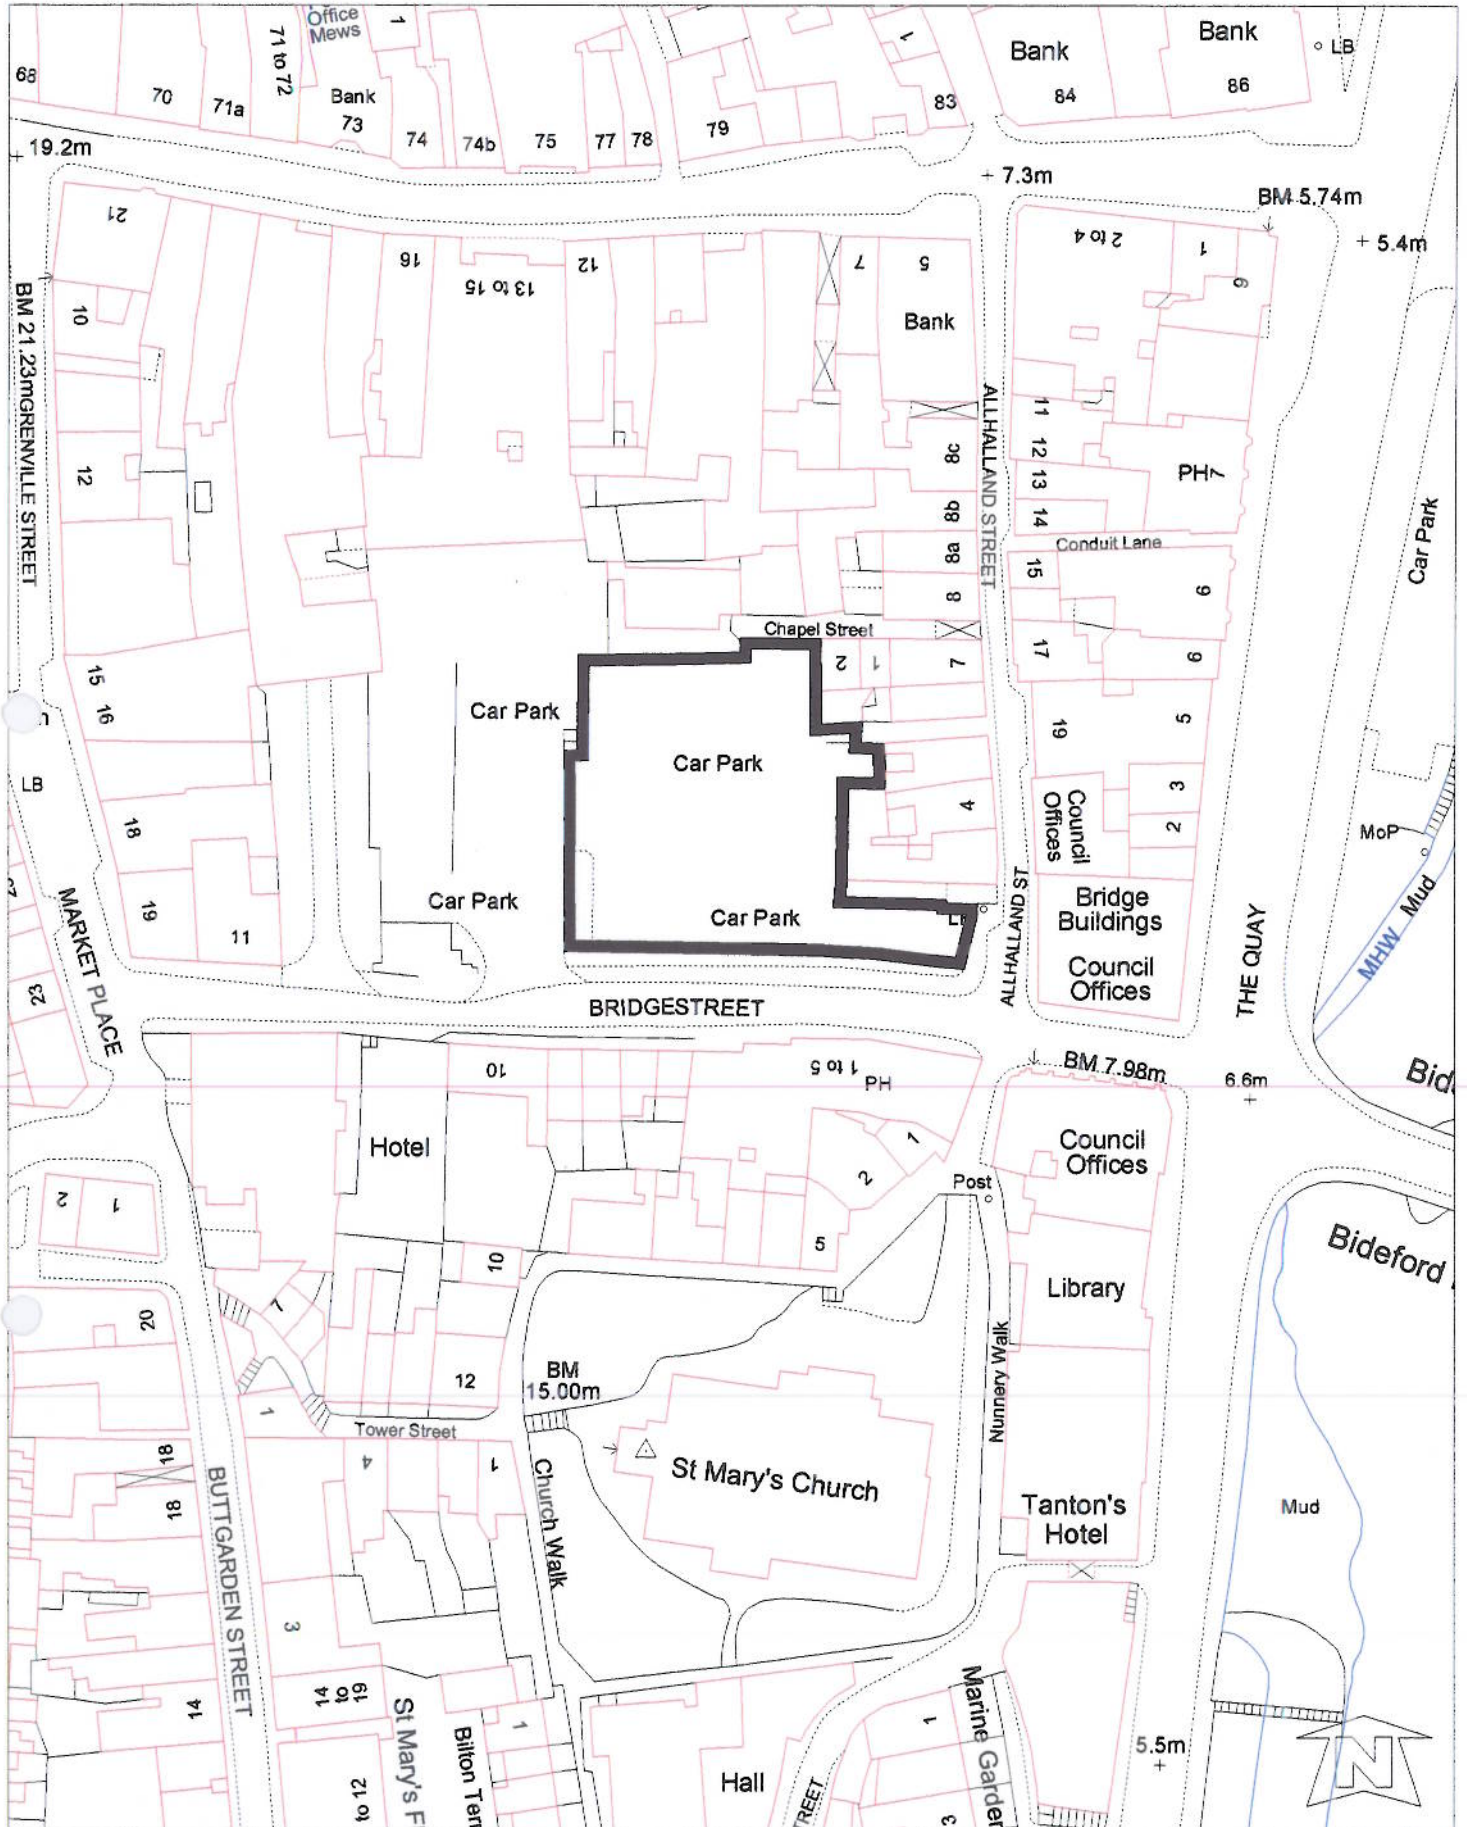 Office
Mews
1
68
70
71a
71 to 72
Bank
73
74
74b
75
77
78
79
1
83
Bank
84
Bank
86
LB
19.2m
7.3m
BM 5.74m
5.4m
21
16
13 to 15
12
7
5
Bank
2 to 4
1
9
BM 21.23m
GRENVILLE STREET
10
12
ALLHALLAND STREET
8c
8b
8a
8
11
12
13
14
PH
7
Conduit Lane
15
9
17
6
Car Park
Chapel Street
2
1
7
15
16
Car Park
Car Park
19
5
LB
18
4
Council
Offices
3
2
MoP
Mud
MHW
19
11
Car Park
Car Park
ALLHALLAND ST
Bridge
Buildings
Council
Offices
THE QUAY
MARKET PLACE
23
BRIDGESTREET
10
1 to 5
PH
BM 7.98m
6.6m
Hotel
1
2
Council
Offices
Post
2
1
5
10
Bideford
Library
7
20
Nunnery Walk
12
BM
15.00m
1
Tower Street
4
1
St Mary's Church
Church Walk
18
18
BUTTGARDEN STREET
Tanton's
Hotel
Mud
3
14
14
to
19
St Mary's
1
Hall
1
Marine
5.5m
N
to 12
3